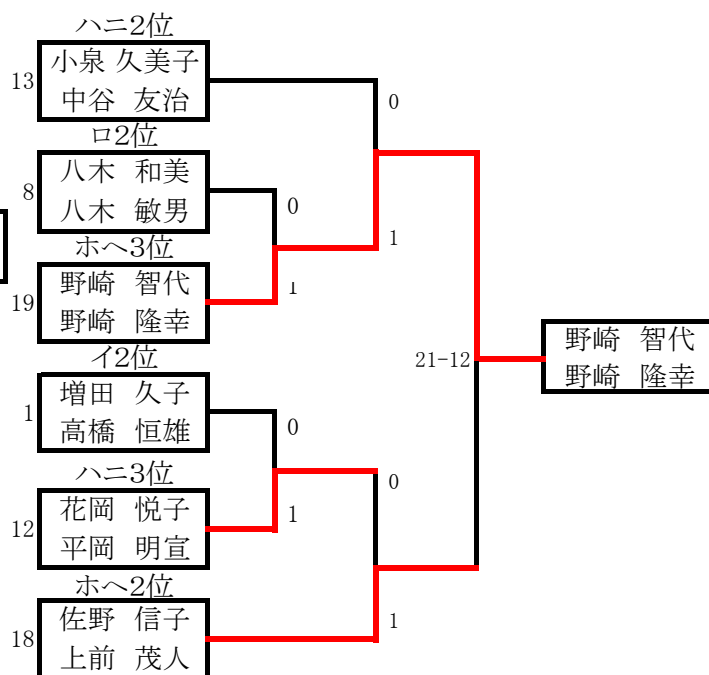 ハニ2位
13
小泉 久美子
中谷 友治
0
ロ2位
8
八木 和美
八木 敏男
0
ホヘ3位
1
19
野崎 智代
野崎 隆幸
1
イ2位
21-12
野崎 智代
野崎 隆幸
1
増田 久子
高橋 恒雄
0
ハニ3位
0
12
花岡 悦子
平岡 明宣
1
ホヘ2位
18
佐野 信子
上前 茂人
1